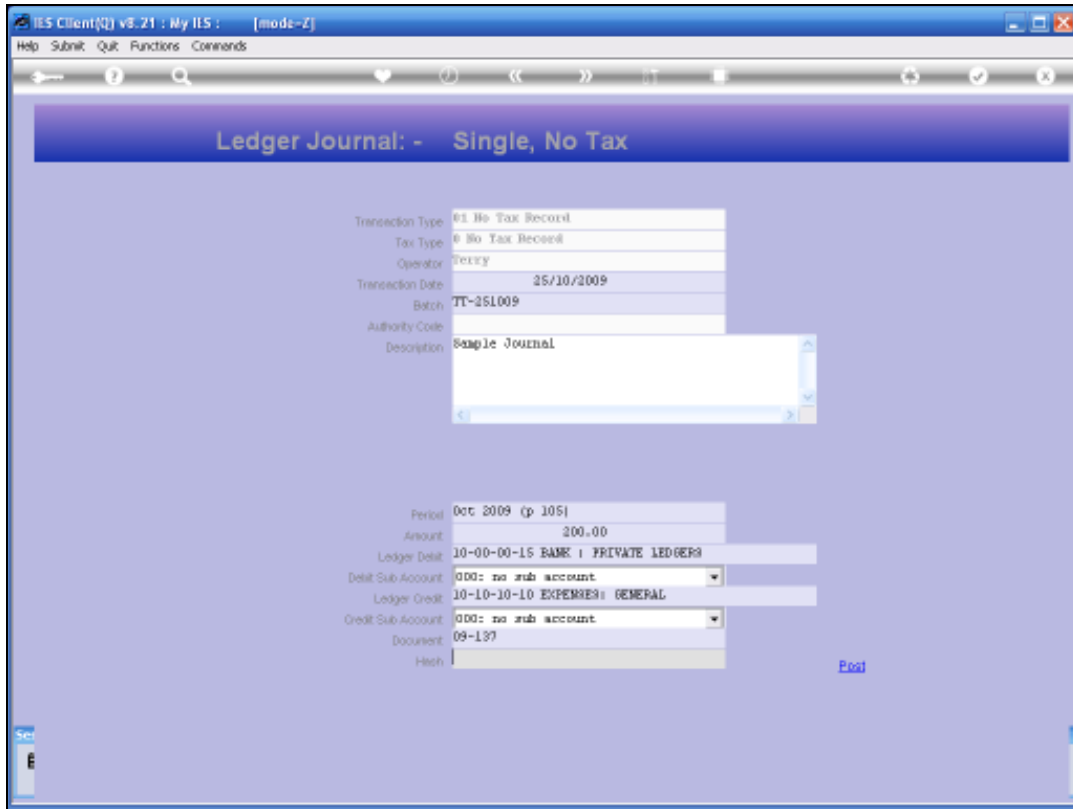 IES Client(Q) v8.21 : My IES : [mode-Z]
Help Submit Quit Functions Commands
Ledger Journal: - Single, No Tax
Transaction Type 01 No Tax Record
Tax Type 0 No Tax Record
Operator Terry
Transaction Date 25/10/2009
Batch TT-251009
Authority Code
Description Sample Journal
Period Oct 2009 (p 105)
Amount 200.00
Ledger Debit 10-00-00-15 BANK : PRIVATE LEDGERS
Debit Sub Account 000: no sub account
Ledger Credit 10-10-10-10 EXPENSES: GENERAL
Credit Sub Account 000: no sub account
Document 09-137
Hash
Post